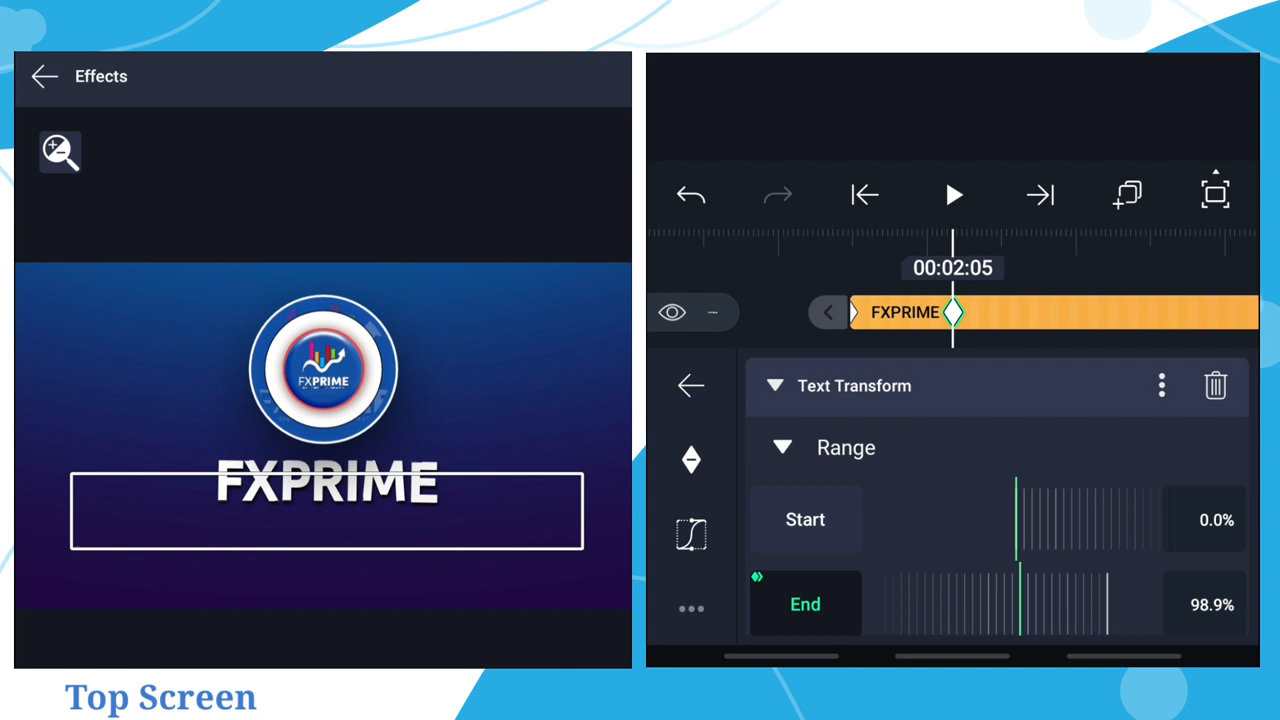 Effects
FXPRIME
FXPRIME
00:02:05
FXPRIME
Text Transform
Range
Start
0.0%
End
98.9%
Top Screen